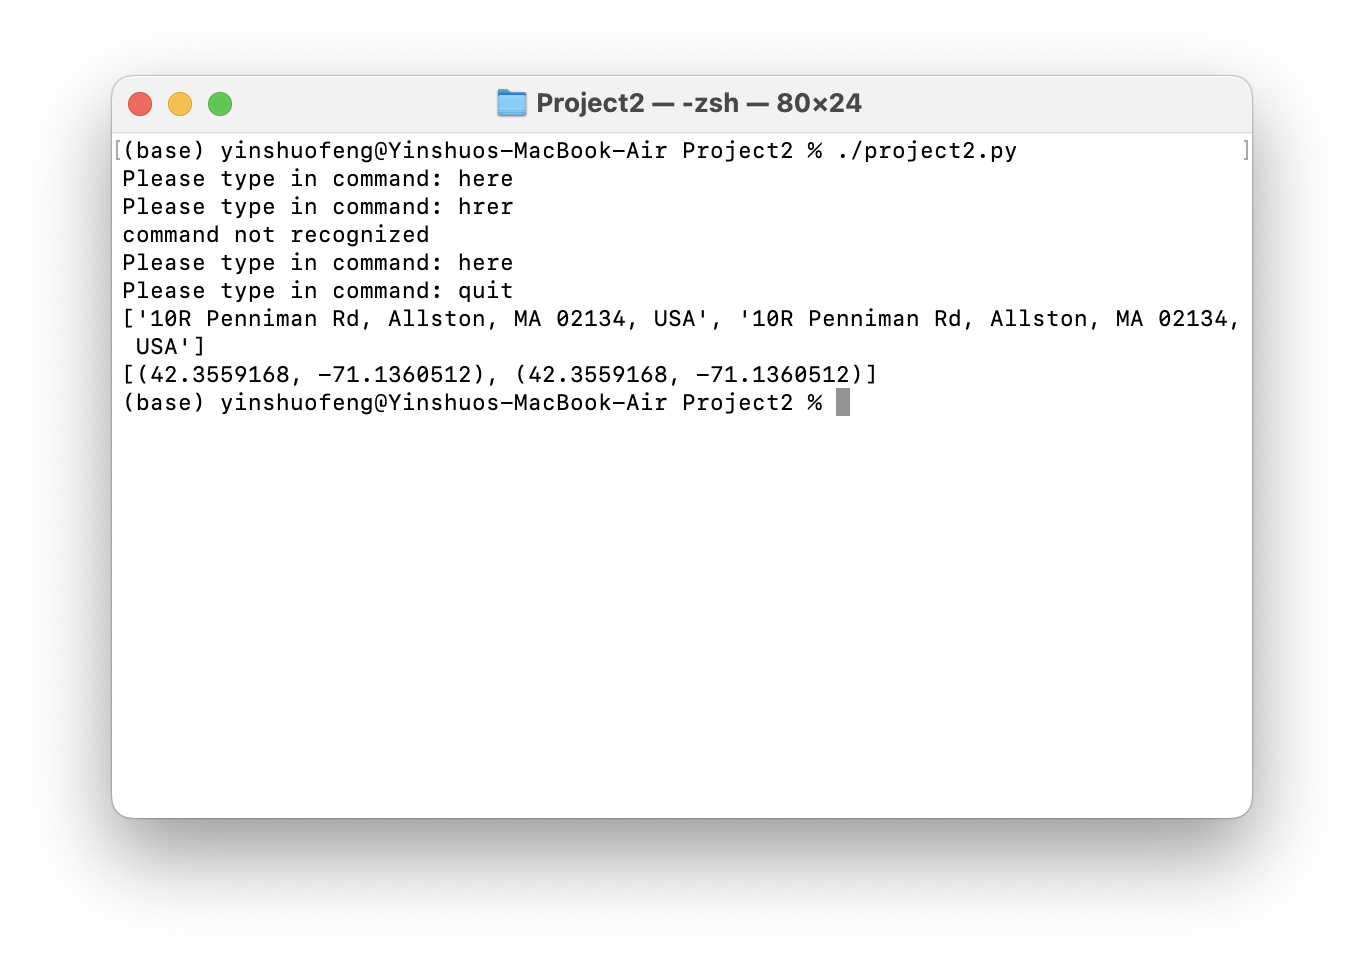 Project2 — -zsh — 80×24
[(base) yinshuofeng@Yinshuos-MacBook-Air Project2 % ./project2.py ]
Please type in command: here
Please type in command: hrer
command not recognized
Please type in command: here
Please type in command: quit
['10R Penniman Rd, Allston, MA 02134, USA', '10R Penniman Rd, Allston, MA 02134,
 USA']
[(42.3559168, -71.1360512), (42.3559168, -71.1360512)]
(base) yinshuofeng@Yinshuos-MacBook-Air Project2 %